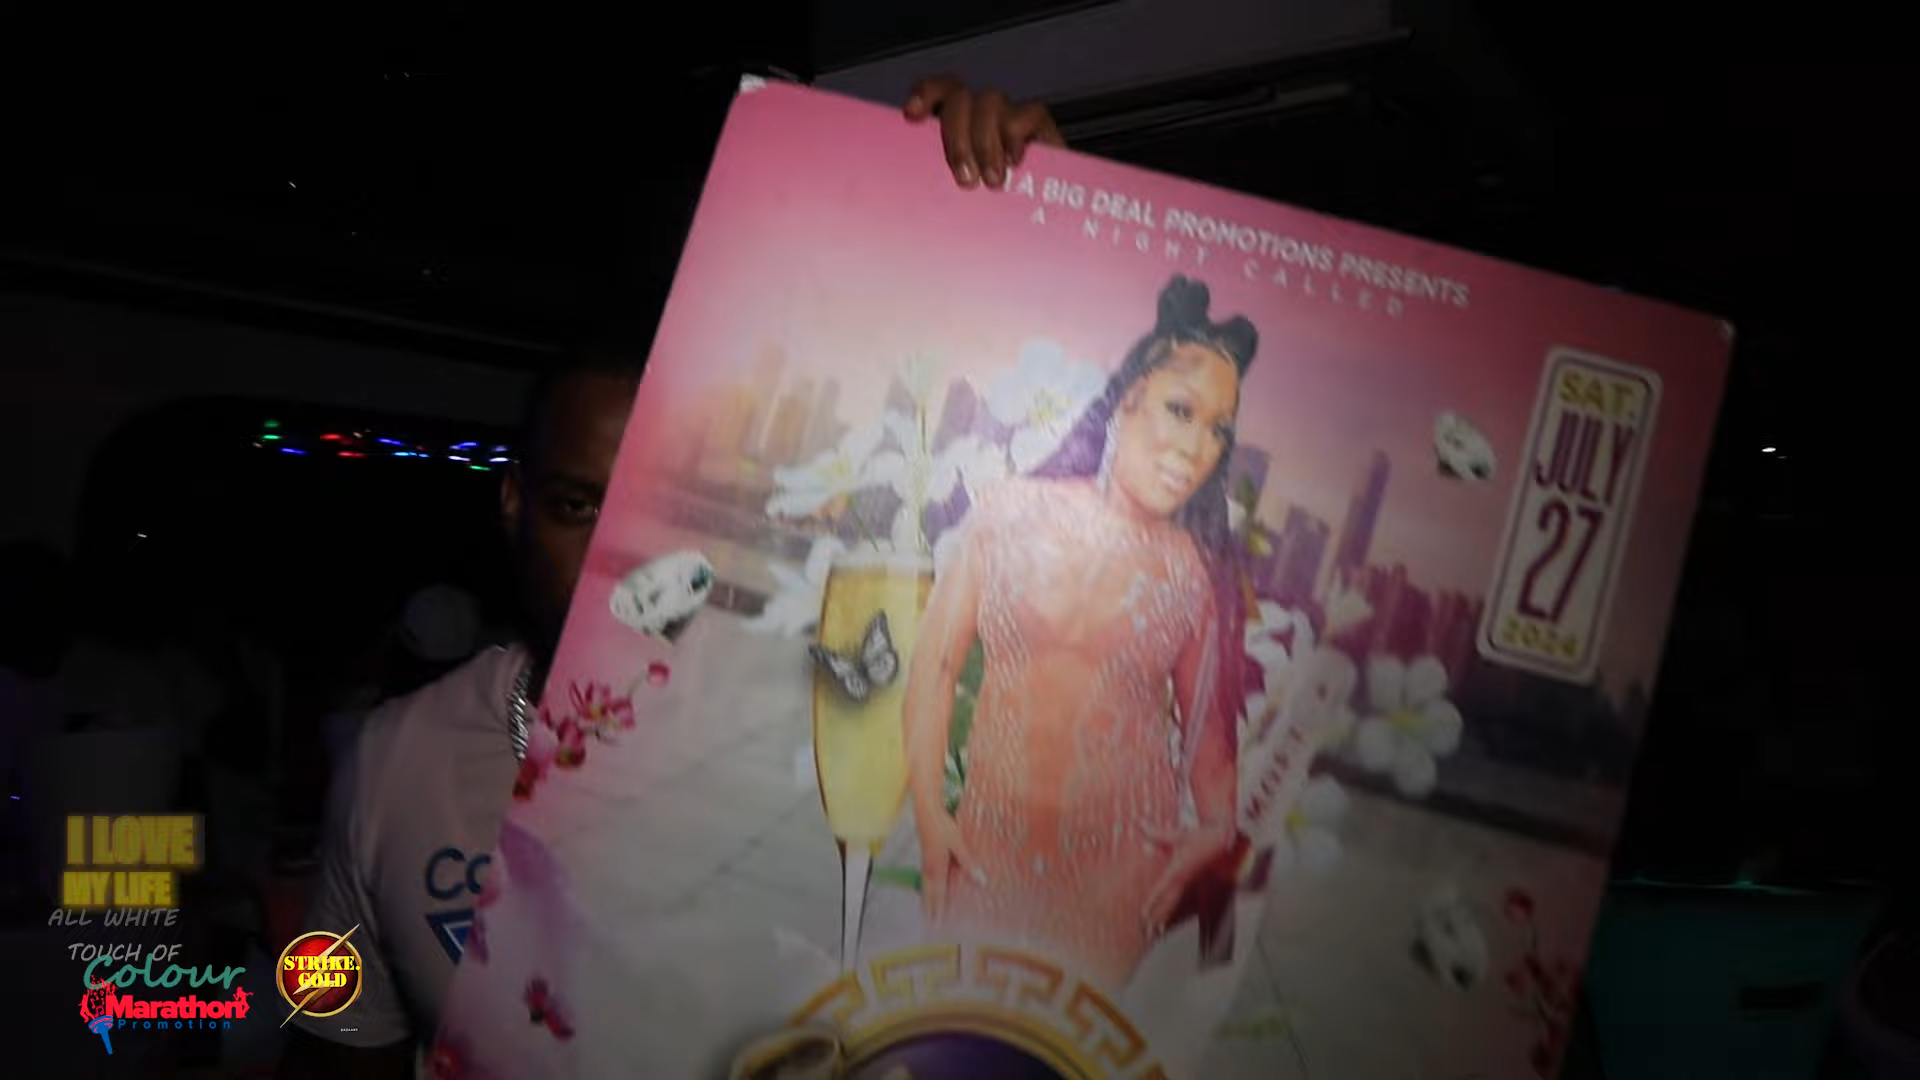 A BIG DEAL PROMOTIONS PRESENTS
A NIGHT CALLED
SAT.
JULY
27
2024
I LOVE
MY LIFE
ALL WHITE
TOUCH OF
Colour
Marathon
Promotion
STRIKE.
GOLD